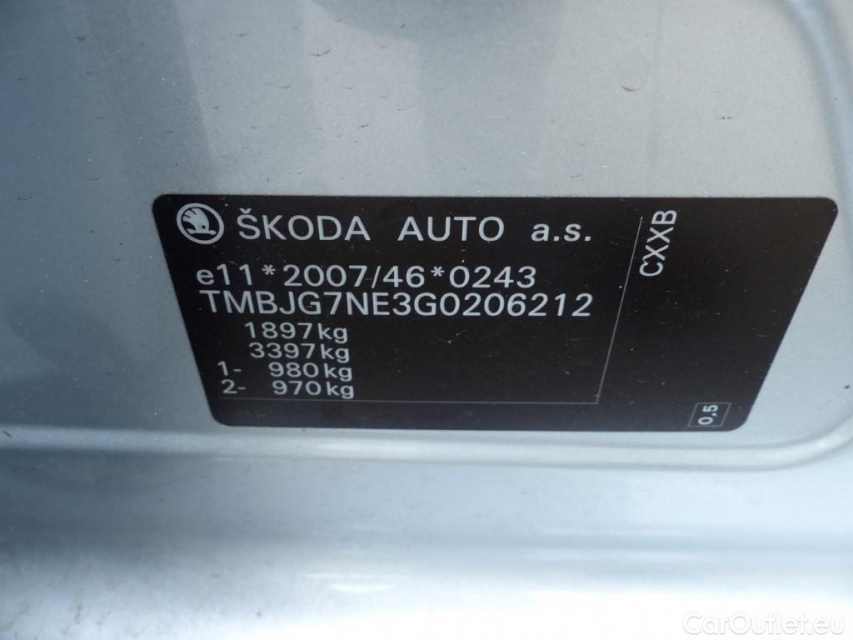 ŠKODA AUTO a.s.
e11*2007/46*0243
TMBJG7NE3G0206212
1897kg
3397kg
1- 980kg
2- 970kg
CXXB
0,5
CarOutlet.eu